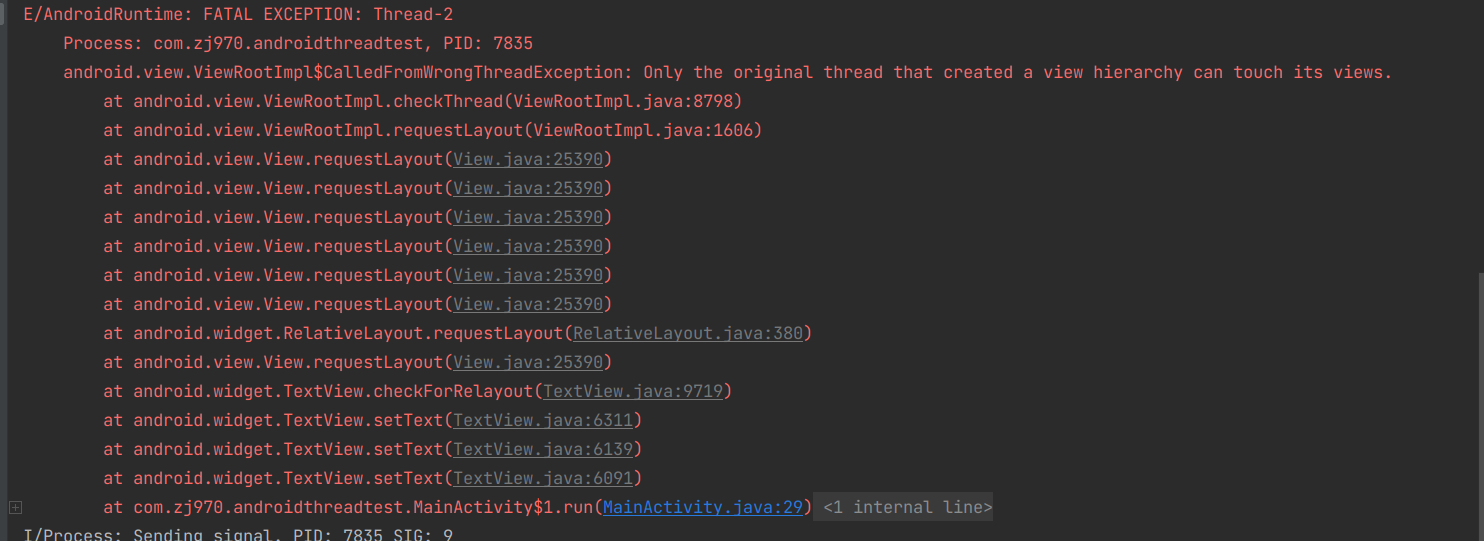 E/AndroidRuntime: FATAL EXCEPTION: Thread-2
Process: com.zj970.androidthreadtest, PID: 7835
android.view.ViewRootImpl$CalledFromWrongThreadException: Only the original thread that created a view hierarchy can touch its views.
at android.view.ViewRootImpl.checkThread(ViewRootImpl.java:8798)
at android.view.ViewRootImpl.requestLayout(ViewRootImpl.java:1606)
at android.view.View.requestLayout(View.java:25390)
at android.view.View.requestLayout(View.java:25390)
at android.view.View.requestLayout(View.java:25390)
at android.view.View.requestLayout(View.java:25390)
at android.view.View.requestLayout(View.java:25390)
at android.view.View.requestLayout(View.java:25390)
at android.widget.RelativeLayout.requestLayout(RelativeLayout.java:380)
at android.view.View.requestLayout(View.java:25390)
at android.widget.TextView.checkForRelayout(TextView.java:9719)
at android.widget.TextView.setText(TextView.java:6311)
at android.widget.TextView.setText(TextView.java:6139)
at android.widget.TextView.setText(TextView.java:6091)
at com.zj970.androidthreadtest.MainActivity$1.run(MainActivity.java:29) <1 internal line>
I/Process: Sending signal. PID: 7835 SIG: 9